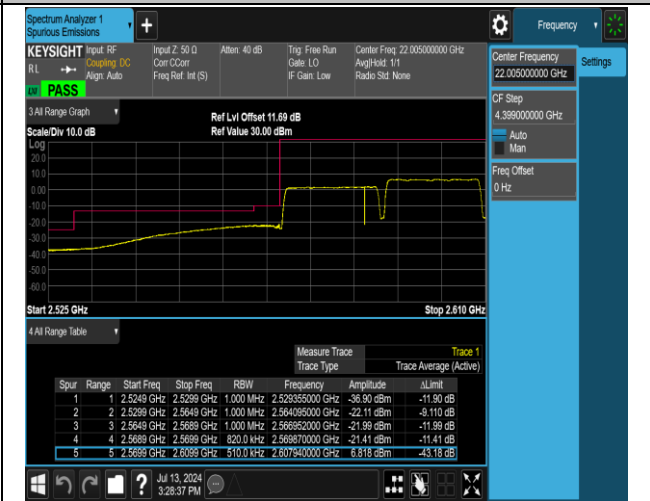 Spectrum Analyzer 1
Spurious Emissions
Frequency
KEYSIGHT Input: RF Input Z: 50 Ω Atten: 40 dB Trig: Free Run Center Freq: 22.005000000 GHz
RL Coupling: DC Corr CCorr Gate: LO Avg|Hold: 1/1
Align: Auto Freq Ref: Int (S) IF Gain: Low Radio Std: None
PASS
Center Frequency
22.005000000 GHz
Settings
CF Step
4.399000000 GHz
Auto
Man
Freq Offset
0 Hz
3 All Range Graph
Ref Lvl Offset 11.69 dB
Scale/Div 10.0 dB Ref Value 30.00 dBm
Log
20.0
10.0
0.00
-10.0
-20.0
-30.0
-40.0
-50.0
-60.0
Start 2.525 GHz Stop 2.610 GHz
4 All Range Table
Measure Trace Trace 1
Trace Type Trace Average (Active)
Spur Range Start Freq Stop Freq RBW Frequency Amplitude ΔLimit
1 1 2.5249 GHz 2.5299 GHz 1.000 MHz 2.529355000 GHz -36.90 dBm -11.90 dB
2 2 2.5299 GHz 2.5649 GHz 1.000 MHz 2.564095000 GHz -22.11 dBm -9.110 dB
3 3 2.5649 GHz 2.5689 GHz 1.000 MHz 2.566952000 GHz -21.99 dBm -11.99 dB
4 4 2.5689 GHz 2.5699 GHz 820.0 kHz 2.569870000 GHz -21.41 dBm -11.41 dB
5 5 2.5699 GHz 2.6099 GHz 510.0 kHz 2.607940000 GHz 6.818 dBm -43.18 dB
Jul 13, 2024
3:28:37 PM